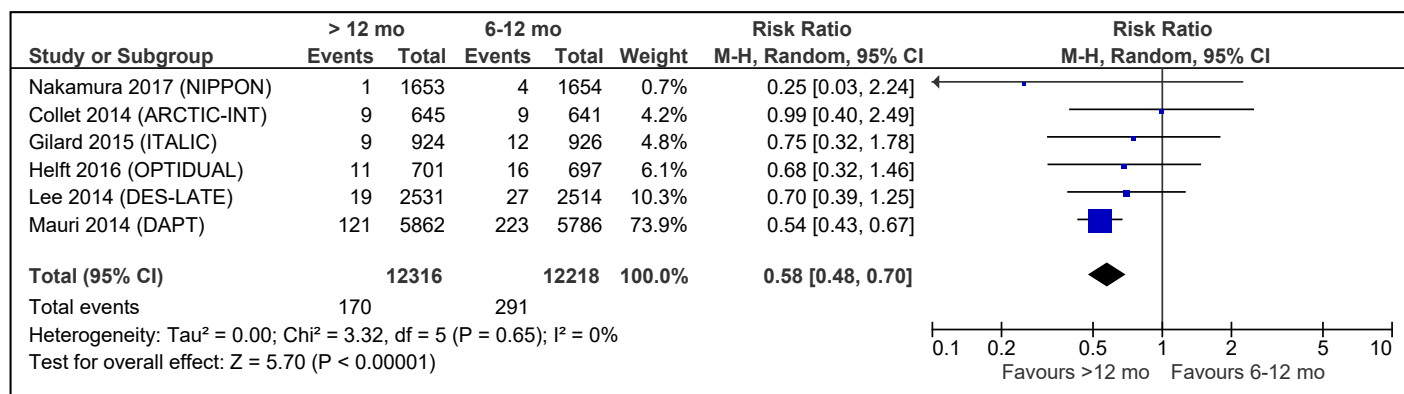 > 12 mo 6-12 mo Risk Ratio Risk Ratio
Study or Subgroup Events Total Events Total Weight M-H, Random, 95% CI M-H, Random, 95% CI
Nakamura 2017 (NIPPON) 1 1653 4 1654 0.7% 0.25 [0.03, 2.24]
Collet 2014 (ARCTIC-INT) 9 645 9 641 4.2% 0.99 [0.40, 2.49]
Gilard 2015 (ITALIC) 9 924 12 926 4.8% 0.75 [0.32, 1.78]
Helft 2016 (OPTIDUAL) 11 701 16 697 6.1% 0.68 [0.32, 1.46]
Lee 2014 (DES-LATE) 19 2531 27 2514 10.3% 0.70 [0.39, 1.25]
Mauri 2014 (DAPT) 121 5862 223 5786 73.9% 0.54 [0.43, 0.67]
Total (95% CI) 12316 12218 100.0% 0.58 [0.48, 0.70]
Total events 170 291
Heterogeneity: Tau² = 0.00; Chi² = 3.32, df = 5 (P = 0.65); I² = 0%
Test for overall effect: Z = 5.70 (P < 0.00001)
0.1 0.2 0.5 1 2 5 10
Favours >12 mo Favours 6-12 mo